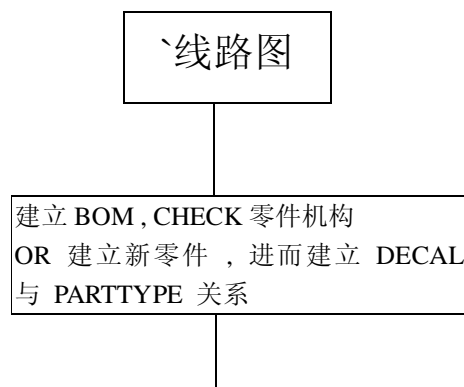 `线路图
建立 BOM , CHECK 零件机构
OR 建立新零件 , 进而建立 DECAL
与 PARTTYPE 关系